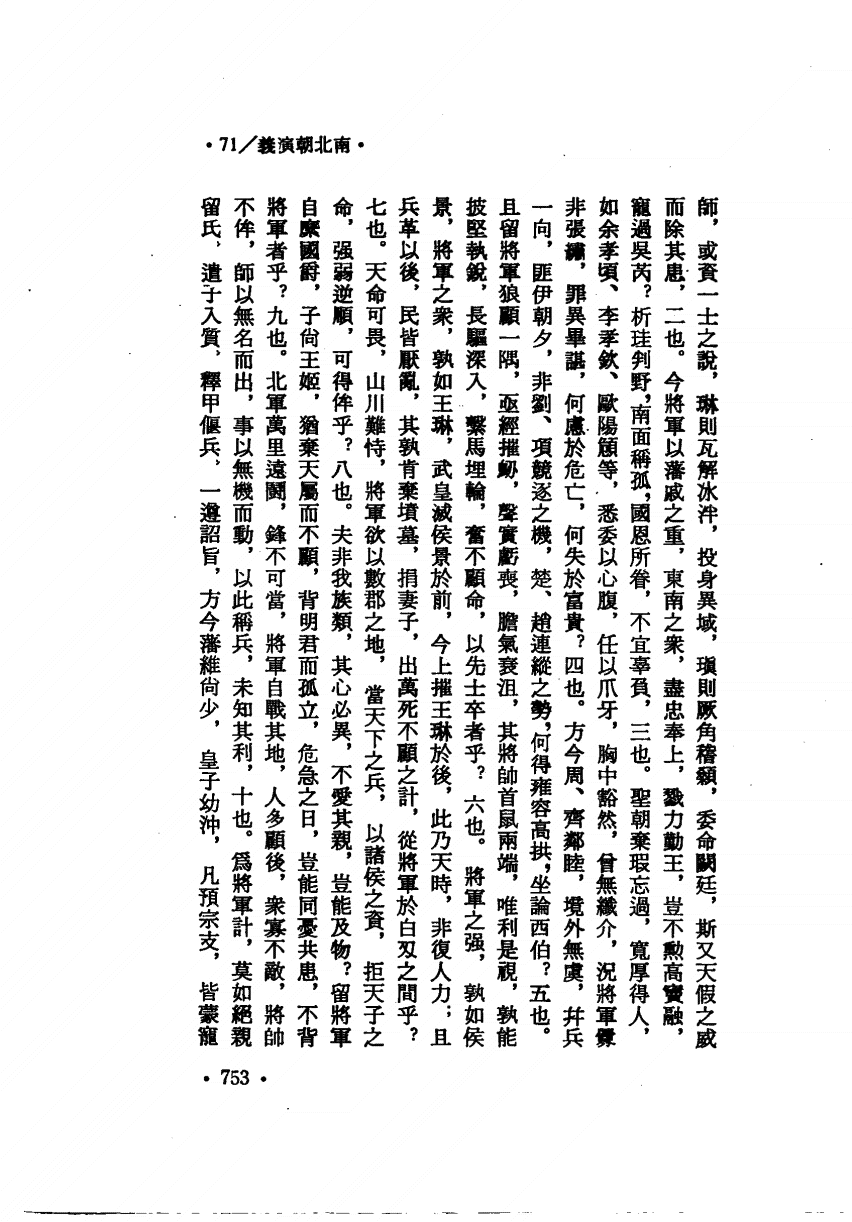 •71／義演朝北南•
師，或資一士之說，琳則瓦解冰泮，投身異域，瑱則厥角稽顙，委命闕廷，斯又天假之威
而除其患，二也。今將軍以藩戚之重，東南之衆，盡忠奉上，戮力勤王，豈不勲高竇融，
寵過吳芮？析珪判野，南面稱孤，國恩所眷，不宜辜負，三也。聖朝棄瑕忘過，寬厚得人，
如余孝頃、李孝欽、歐陽頠等，悉委以心腹，任以爪牙，胸中豁然，曾無纖介，況將軍釁
非張繡，罪異畢諶，何慮於危亡，何失於富貴？四也。方今周、齊鄰睦，境外無虞，幷兵
一向，匪伊朝夕，非劉、項競逐之機，楚、趙連縱之勢，何得雍容高拱，坐論西伯？五也。
且留將軍狼顧一隅，亟經摧衂，聲實虧喪，膽氣衰沮，其將帥首鼠兩端，唯利是視，孰能
披堅執銳，長驅深入，繫馬埋輪，奮不顧命，以先士卒者乎？六也。將軍之强，孰如侯
景，將軍之衆，孰如王琳，武皇滅侯景於前，今上摧王琳於後，此乃天時，非復人力；且
兵革以後，民皆厭亂，其孰肯棄墳墓，捐妻子，出萬死不顧之計，從將軍於白刃之間乎？
七也。天命可畏，山川難恃，將軍欲以數郡之地，當天下之兵，以諸侯之資，拒天子之
命，强弱逆順，可得侔乎？八也。夫非我族類，其心必異，不愛其親，豈能及物？留將軍
自縻國爵，子尙王姬，猶棄天屬而不顧，背明君而孤立，危急之日，豈能同憂共患，不背
將軍者乎？九也。北軍萬里遠鬭，鋒不可當，將軍自戰其地，人多顧後，衆寡不敵，將帥
不侔，師以無名而出，事以無機而動，以此稱兵，未知其利，十也。爲將軍計，莫如絕親
留氏，遣子入質，釋甲偃兵，一遵詔旨，方今藩維尙少，皇子幼沖，凡預宗支，皆蒙寵
•753•